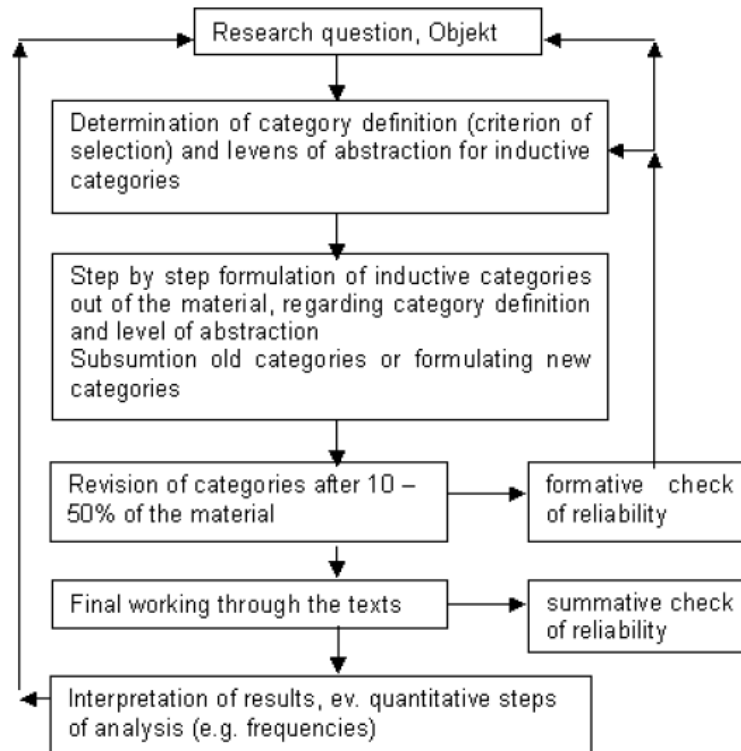 Research question, Objekt
Determination of category definition (criterion of
selection) and levens of abstraction for inductive
categories
Step by step formulation of inductive categories
out of the material, regarding category definition
and level of abstraction
Subsumtion old categories or formulating new
categories
Revision of categories after 10 –
50% of the material
formative check
of reliability
Final working through the texts
summative check
of reliability
Interpretation of results, ev. quantitative steps
of analysis (e.g. frequencies)